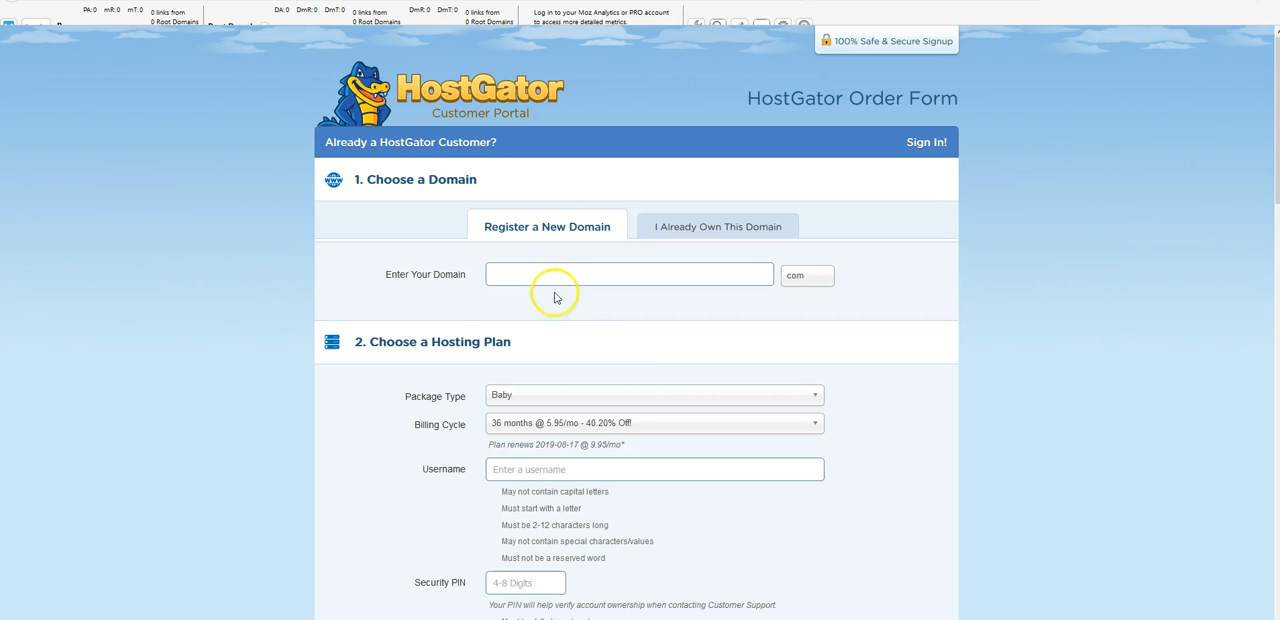 PA: 0 mR: 0 mT: 0 0 links from DA: 0 DmR: 0 DmT: 0 0 links from DmR: 0 DmT: 0 0 links from Log in to your Moz Analytics or PRO account
0 Root Domains 0 Root Domains 0 Root Domains to access more detailed metrics.
100% Safe & Secure Signup
HostGator
Customer Portal
HostGator Order Form
Already a HostGator Customer? Sign In!
www
1. Choose a Domain
Register a New Domain I Already Own This Domain
Enter Your Domain com
2. Choose a Hosting Plan
Package Type Baby
Billing Cycle 36 months @ 5.95/mo - 40.20% Off!
Plan renews 2019-08-17 @ 9.95/mo*
Username Enter a username
May not contain capital letters
Must start with a letter
Must be 2-12 characters long
May not contain special characters/values
Must not be a reserved word
Security PIN 4-8 Digits
Your PIN will help verify account ownership when contacting Customer Support.